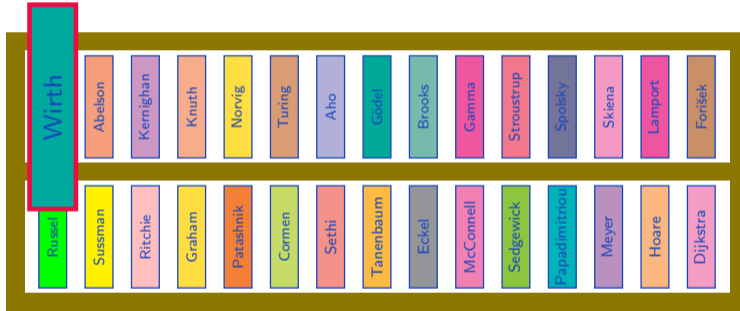 Wirth
Abelson
Kernighan
Knuth
Norvig
Turing
Aho
Gödel
Brooks
Gamma
Stroustrup
Spolsky
Skiena
Lamport
Forišek
Russel
Sussman
Ritchie
Graham
Patashnik
Cormen
Sethi
Tanenbaum
Eckel
McConnell
Sedgewick
Papadimitriou
Meyer
Hoare
Dijkstra